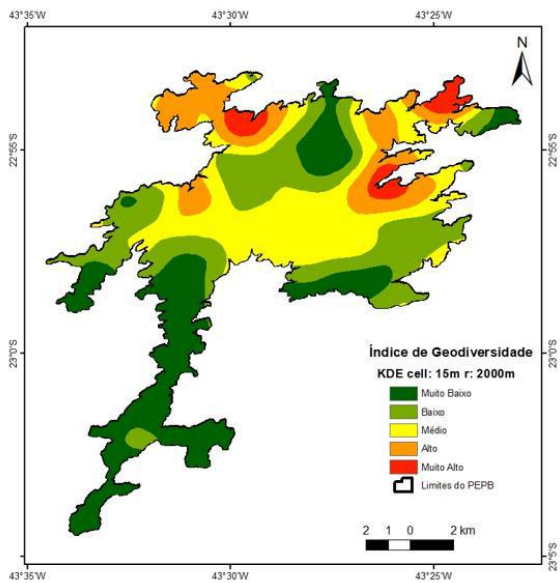 43°35'W 43°30'W 43°25'W
N
22°55'S 22°55'S
23°0'S 23°0'S
Índice de Geodiversidade
KDE cell: 15m r: 2000m
Muito Baixo
Baixo
Médio
Alto
Muito Alto
Limites do PEPB
2 1 0 2 km
23°5'S
43°35'W 43°30'W 43°25'W